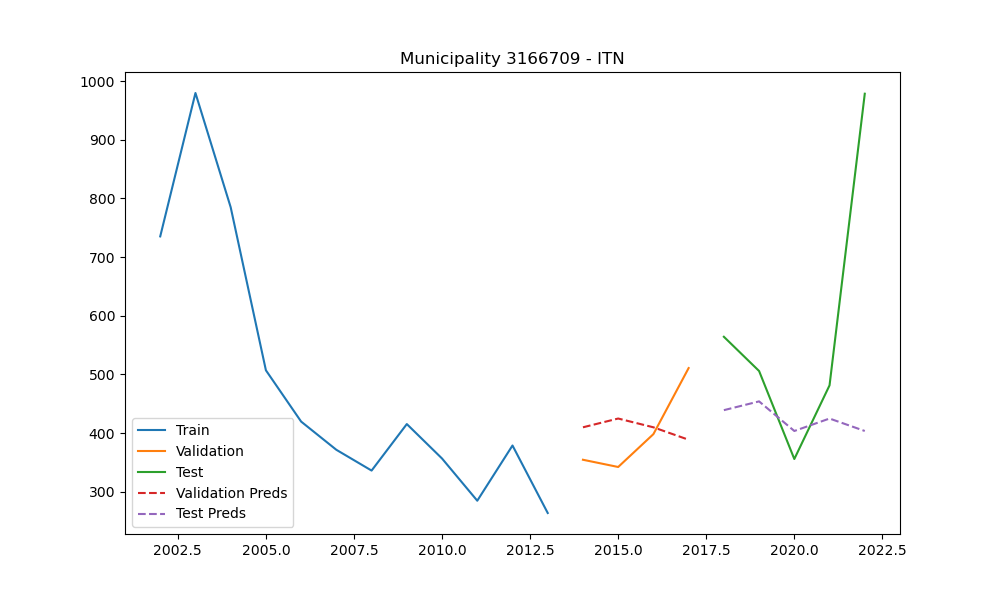 Municipality 3166709 - ITN
1000
900
800
700
600
500
400
300
Train
Validation
Test
Validation Preds
Test Preds
2002.5 2005.0 2007.5 2010.0 2012.5 2015.0 2017.5 2020.0 2022.5